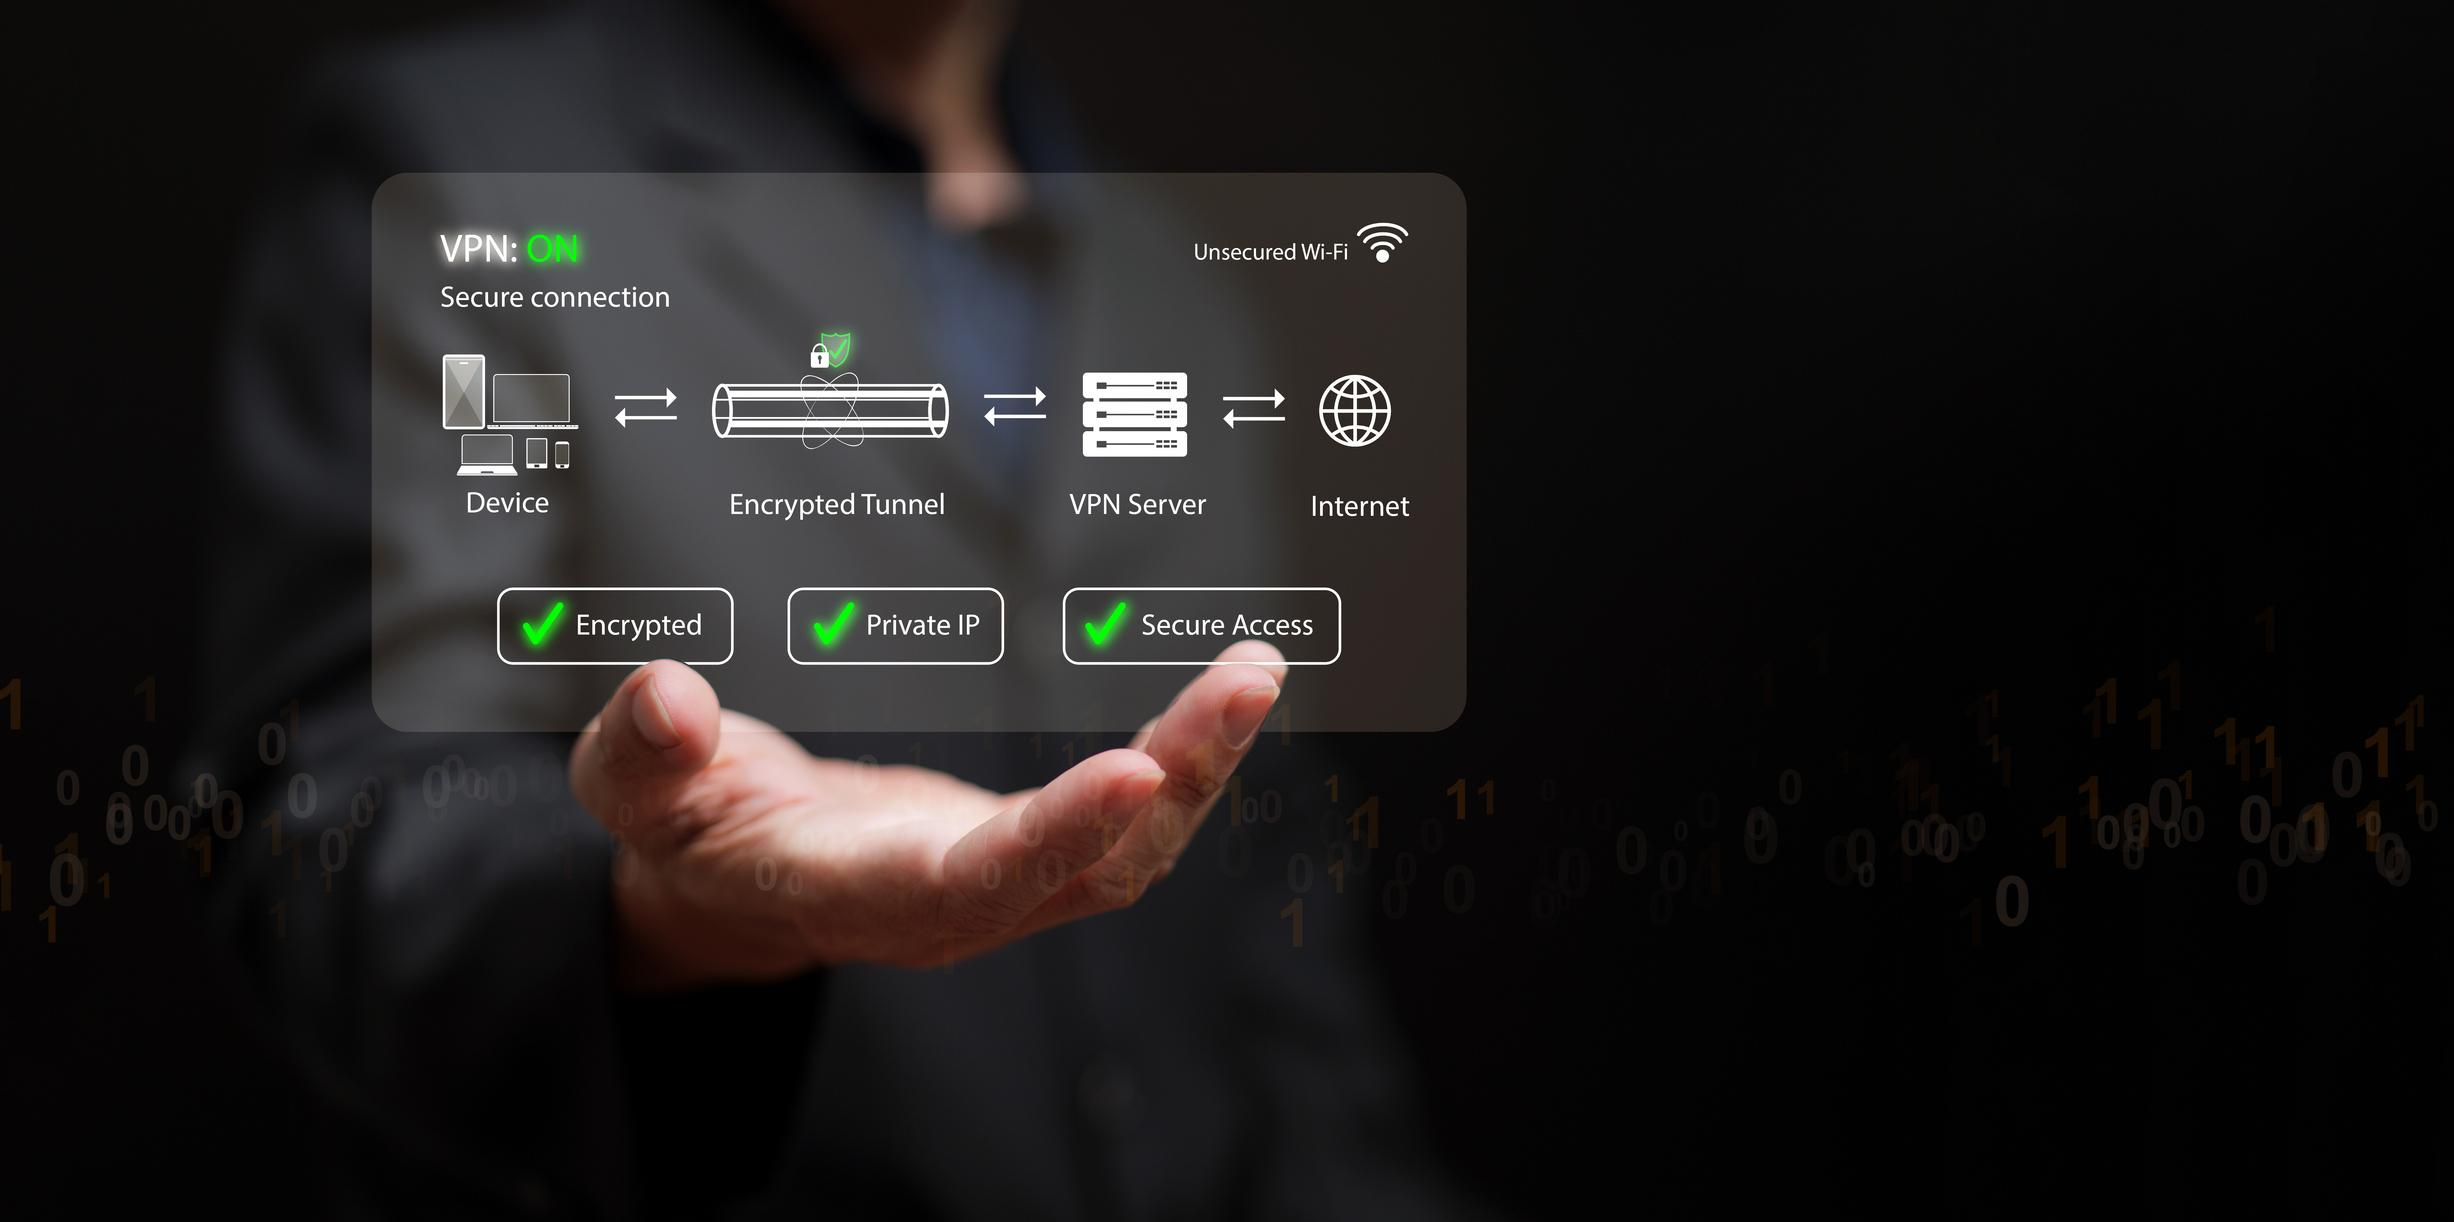 VPN: ON
Unsecured Wi-Fi
Secure connection
Device
Encrypted Tunnel
VPN Server
Internet
Encrypted
Private IP
Secure Access